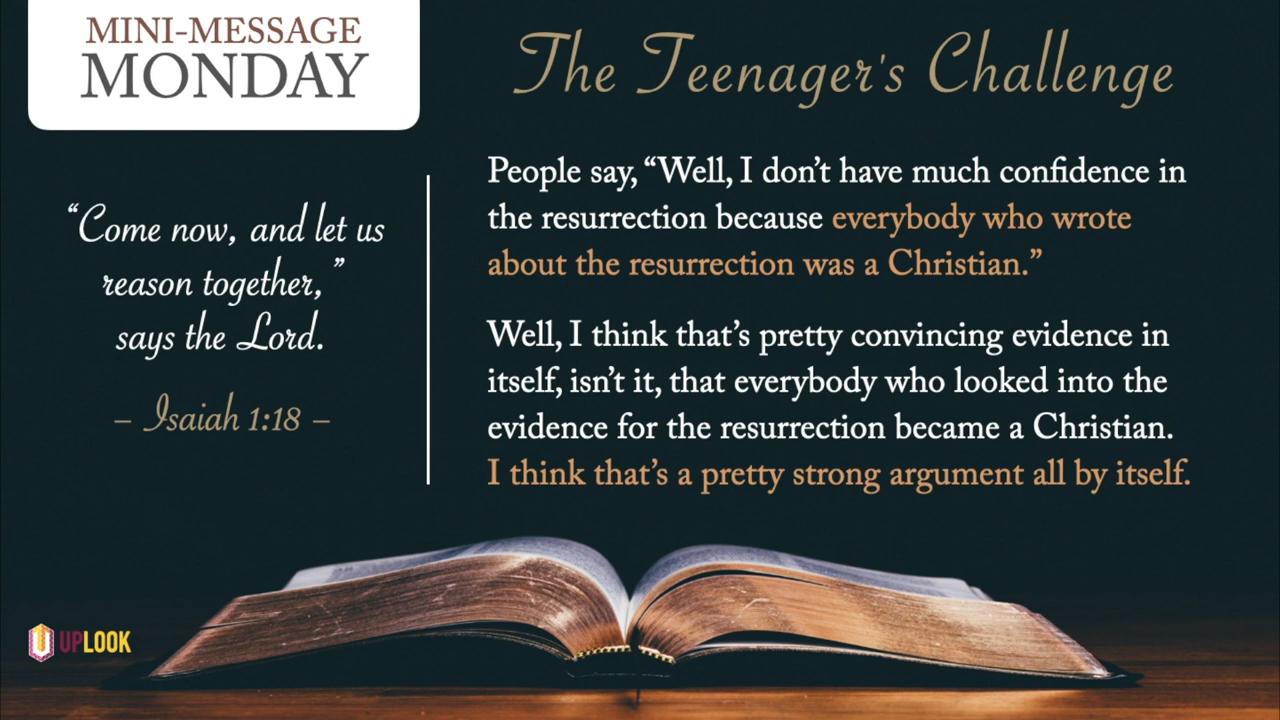 MINI-MESSAGE
MONDAY
The Teenager's Challenge
“Come now, and let us
reason together,”
says the Lord.
– Isaiah 1:18 –
People say, “Well, I don’t have much confidence in
the resurrection because everybody who wrote
about the resurrection was a Christian.”
Well, I think that’s pretty convincing evidence in
itself, isn’t it, that everybody who looked into the
evidence for the resurrection became a Christian.
I think that’s a pretty strong argument all by itself.
UPLOOK